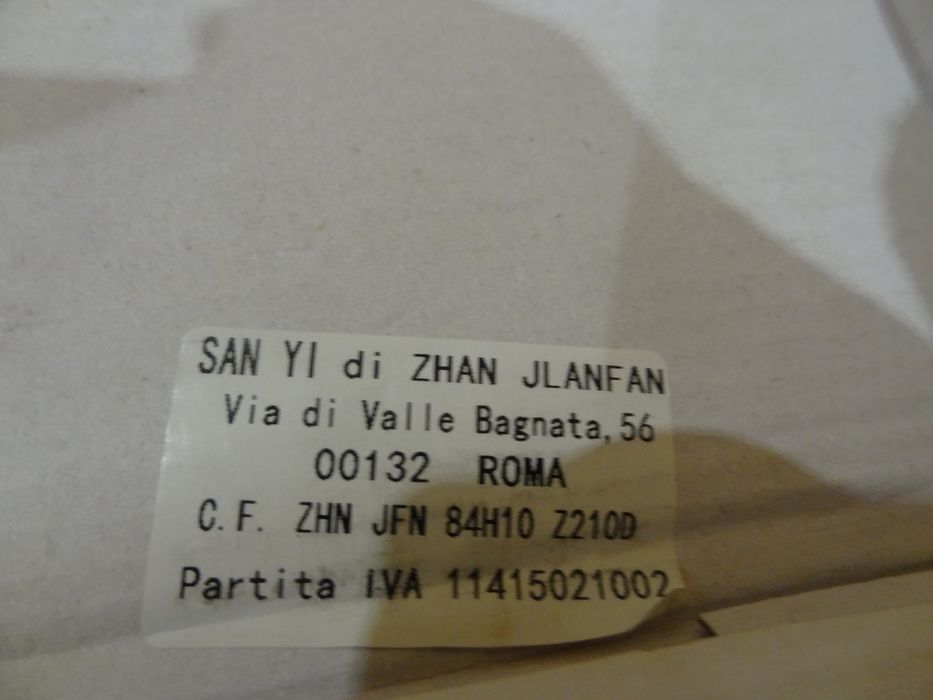 SAN YI di ZHAN JLANFAN
Via di Valle Bagnata, 56
00132 ROMA
C.F. ZHN JFN 84H10 Z210D
Partita IVA 11415021002